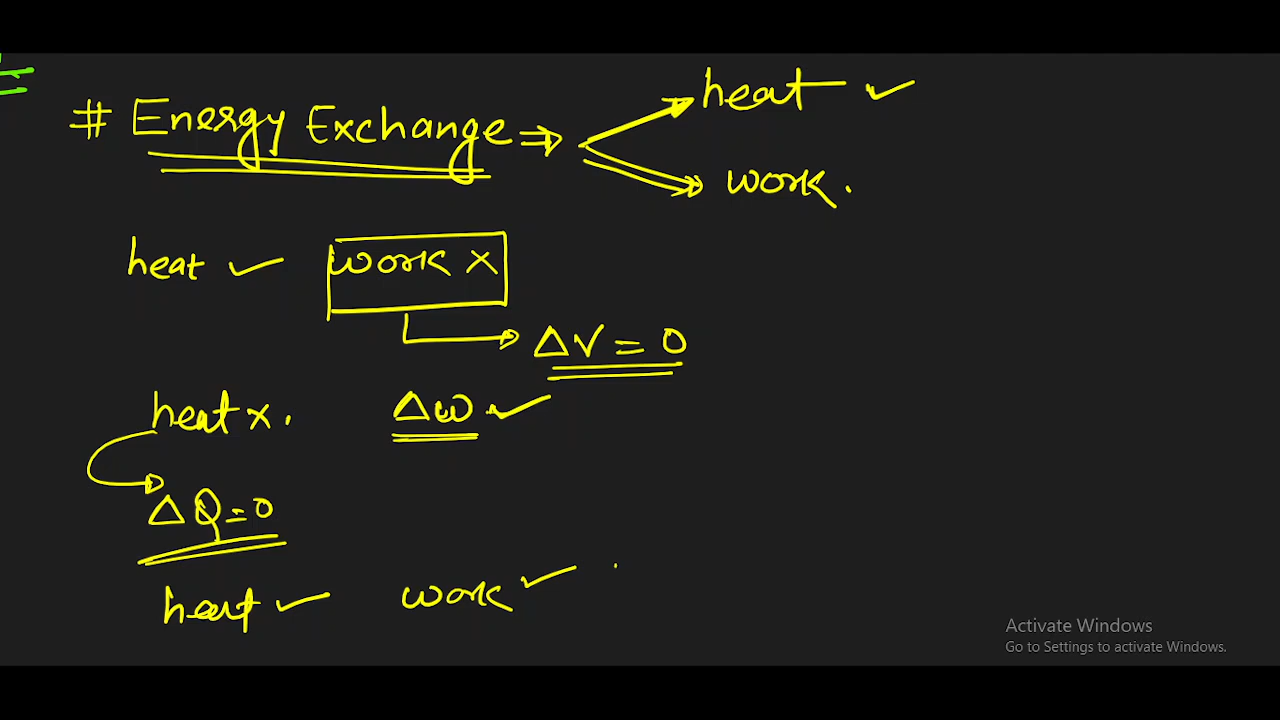 # Energy Exchange ⇒ heat ✓
work.
heat ✓ work x
ΔV = 0
heat x. Δw ✓
ΔQ = 0
heat ✓ work ✓
Activate Windows
Go to Settings to activate Windows.